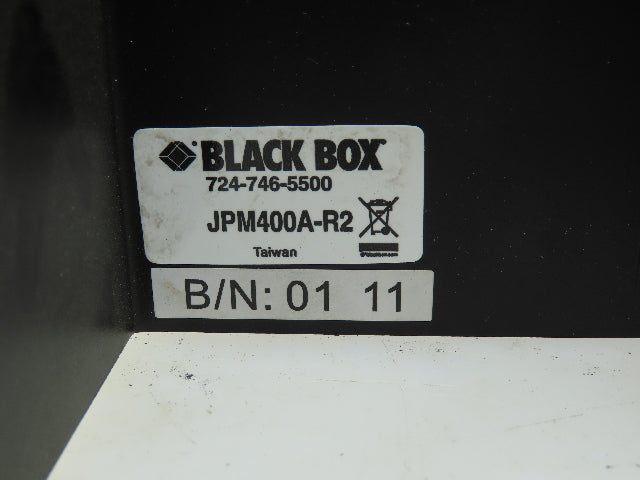 BLACK BOX
724-746-5500
JPM400A-R2
Taiwan
B/N: 01 11